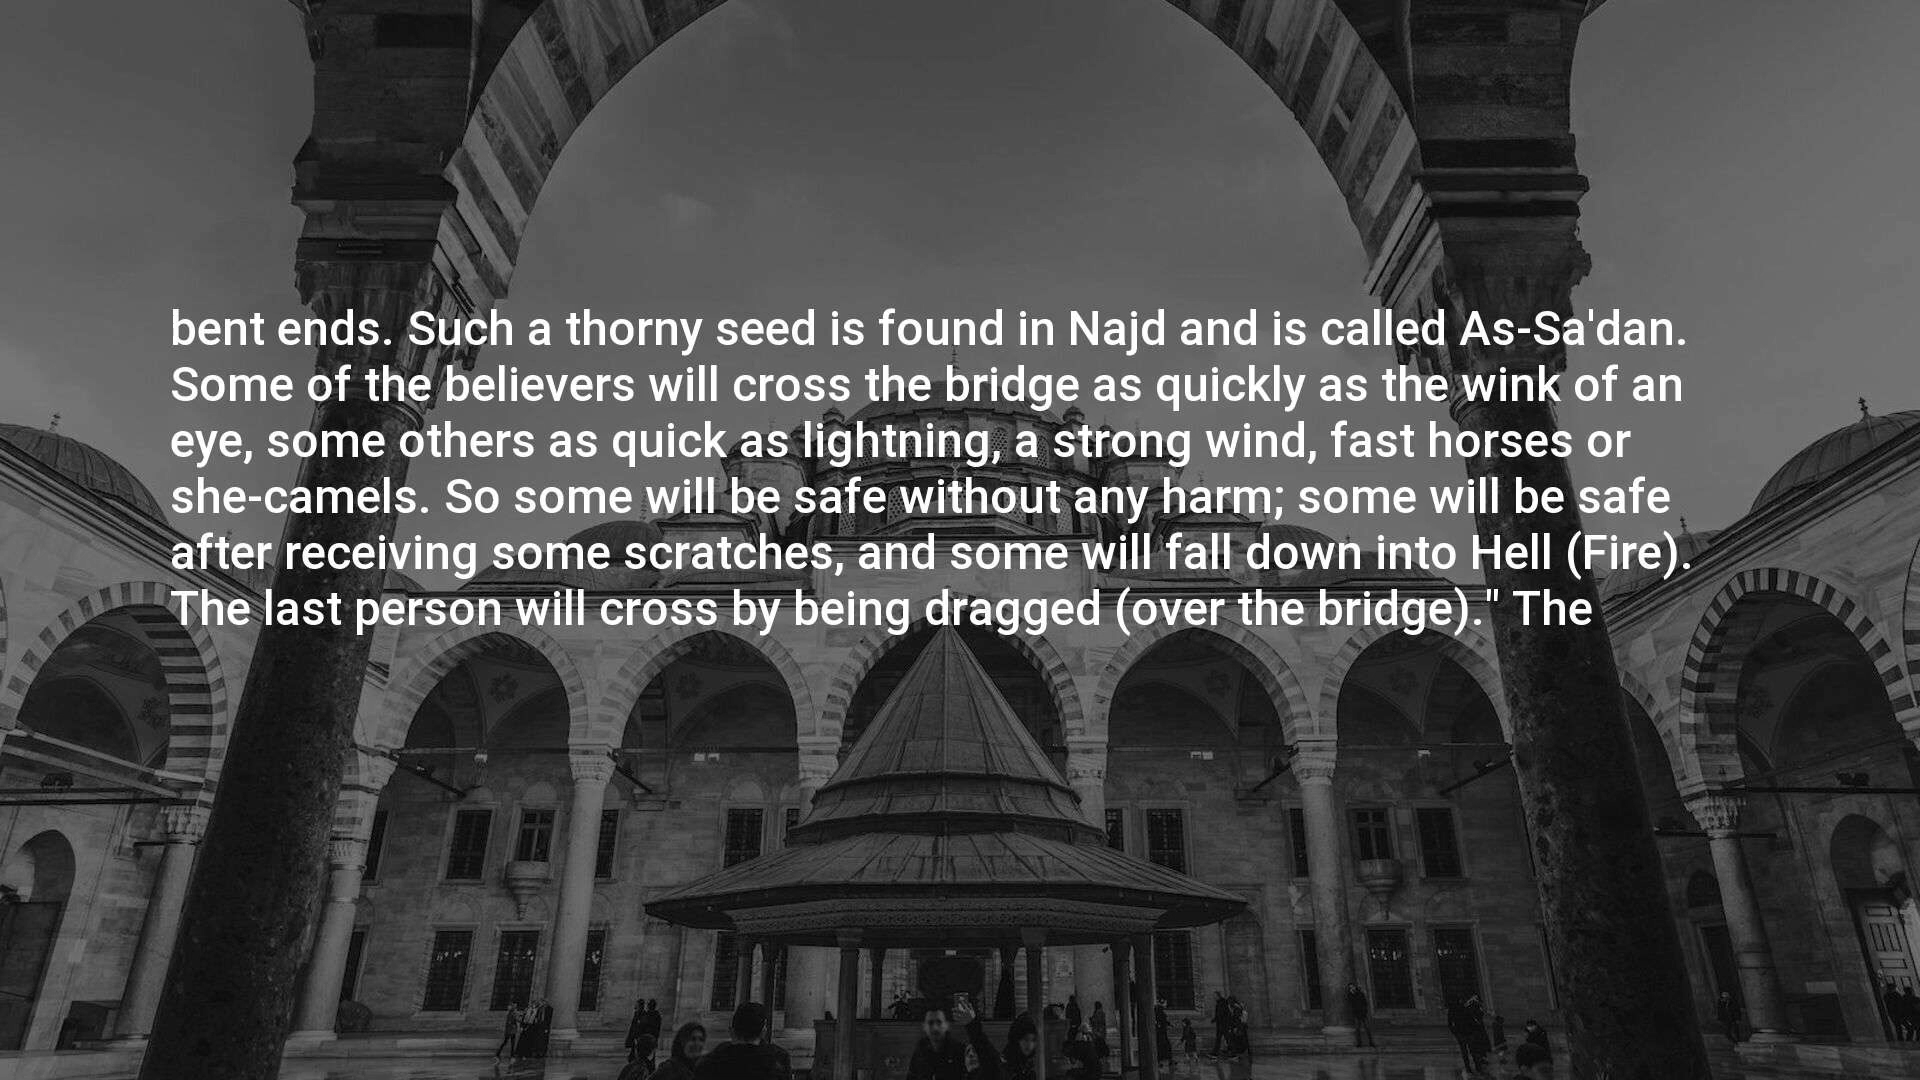 bent ends. Such a thorny seed is found in Najd and is called As-Sa'dan.
Some of the believers will cross the bridge as quickly as the wink of an
eye, some others as quick as lightning, a strong wind, fast horses or
she-camels. So some will be safe without any harm; some will be safe
after receiving some scratches, and some will fall down into Hell (Fire).
The last person will cross by being dragged (over the bridge)." The